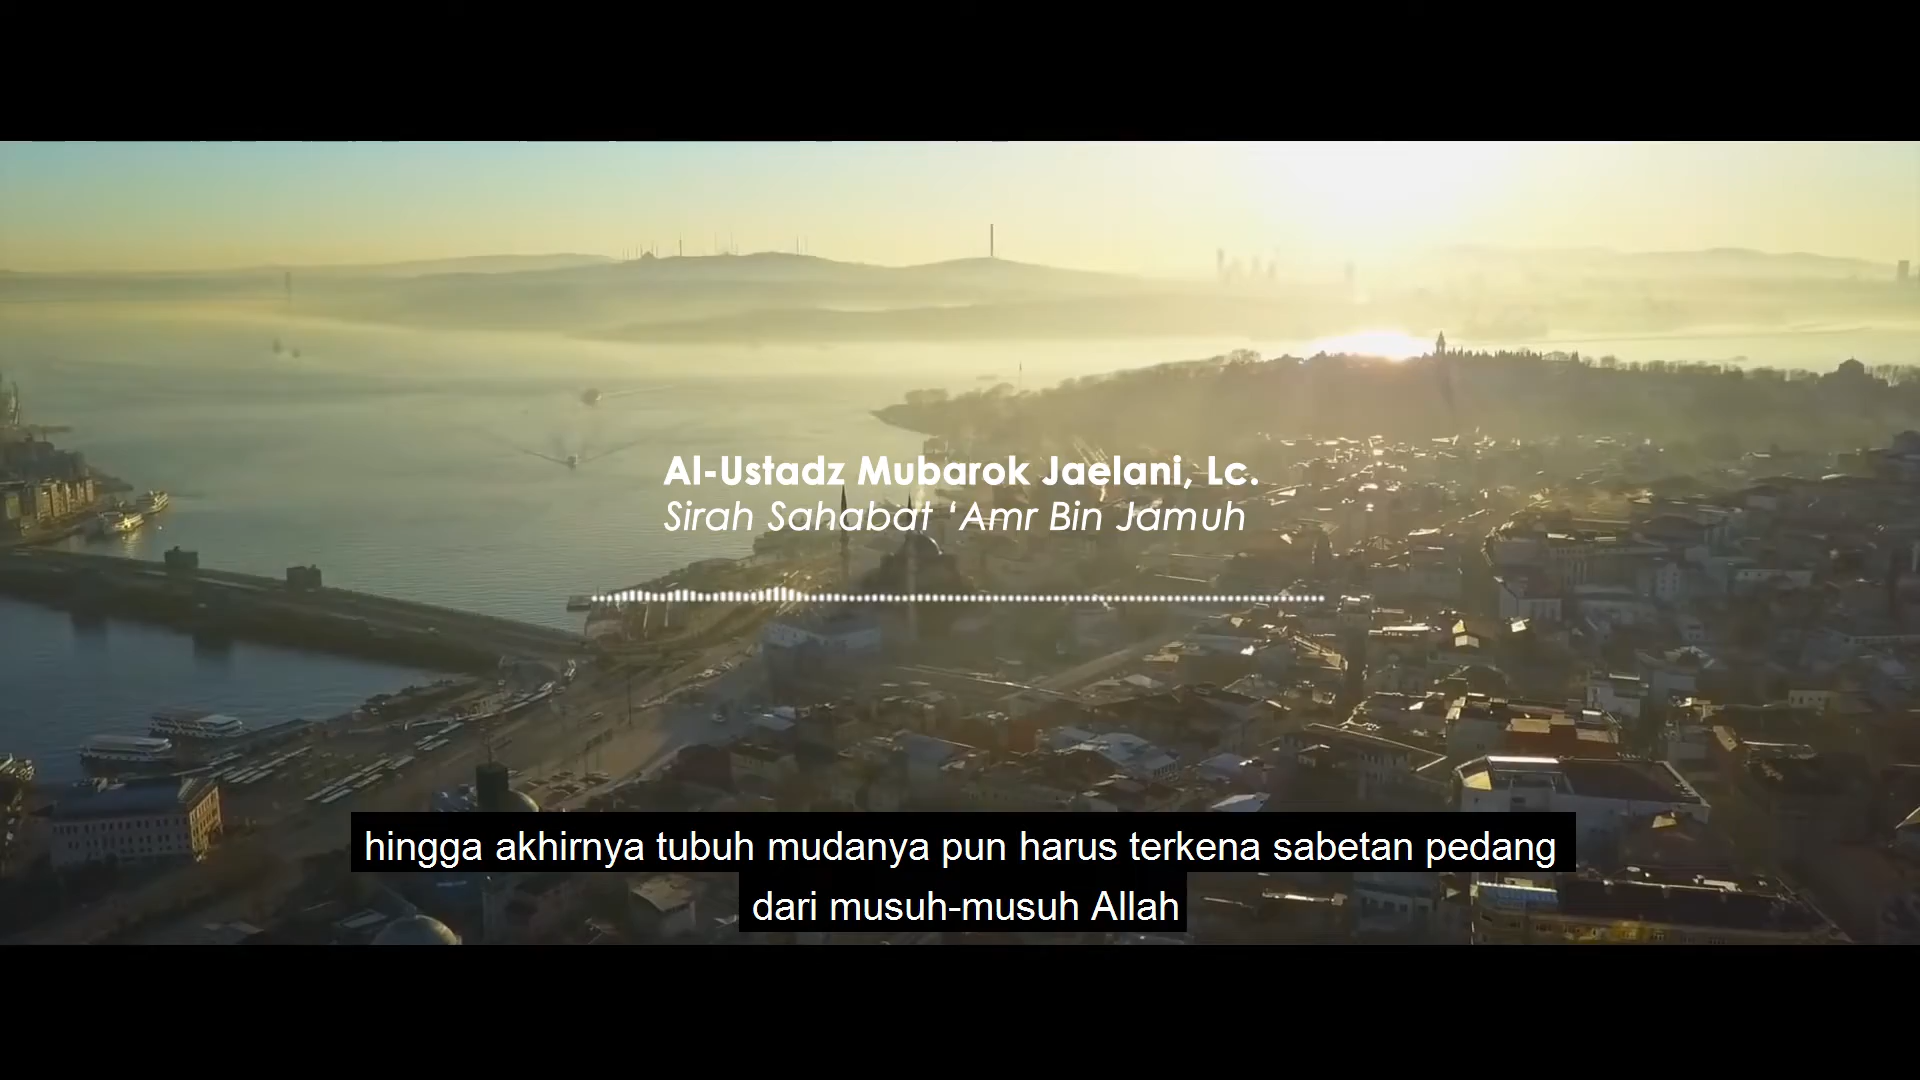 Al-Ustadz Mubarok Jaelani, Lc.
Sirah Sahabat ‘Amr Bin Jamuh
hingga akhirnya tubuh mudanya pun harus terkena sabetan pedang
dari musuh-musuh Allah